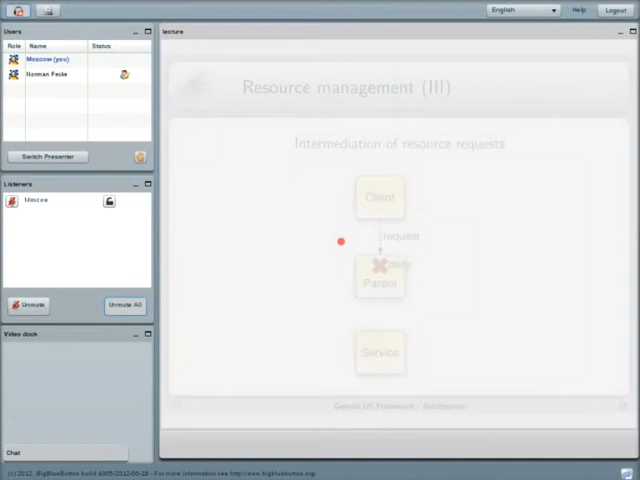 English
Help
Logout
Users
lecture
Role
Name
Status
Moscow (you)
Norman Feske
Switch Presenter
Listeners
Moscow
Unmute
Unmute All
Video dock
Chat
Resource management (III)
Intermediation of resource requests
Client
request
deny
Parent
Service
Genode OS Framework - Architecture
(c) 2012. BigBlueButton build 4005-2012-06-18 - For more information see http://www.bigbluebutton.org/